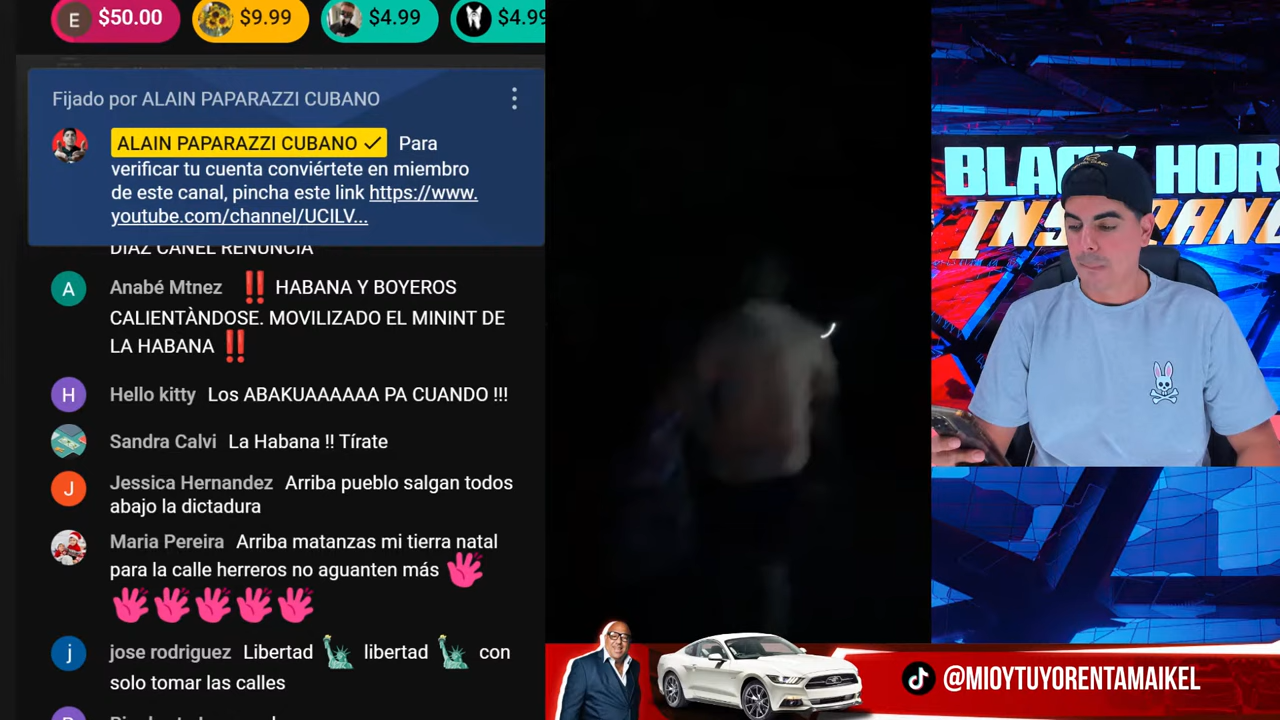 E $50.00
$9.99
$4.99
$4.99
Fijado por ALAIN PAPARAZZI CUBANO
ALAIN PAPARAZZI CUBANO Para
verificar tu cuenta conviértete en miembro
de este canal, pincha este link https://www.
youtube.com/channel/UCILV...
DIAZ CANEL RENUNCIA
A Anabé Mtnez ‼️ HABANA Y BOYEROS
CALIENTÀNDOSE. MOVILIZADO EL MININT DE
LA HABANA ‼️
H Hello kitty Los ABAKUAAAAAA PA CUANDO !!!
Sandra Calvi La Habana !! Tírate
J Jessica Hernandez Arriba pueblo salgan todos
abajo la dictadura
Maria Pereira Arriba matanzas mi tierra natal
para la calle herreros no aguanten más
j jose rodriguez Libertad 🗽 libertad 🗽 con
solo tomar las calles
BLACK HOR
INSURANC
@MIOYTUYORENTAMAIKEL